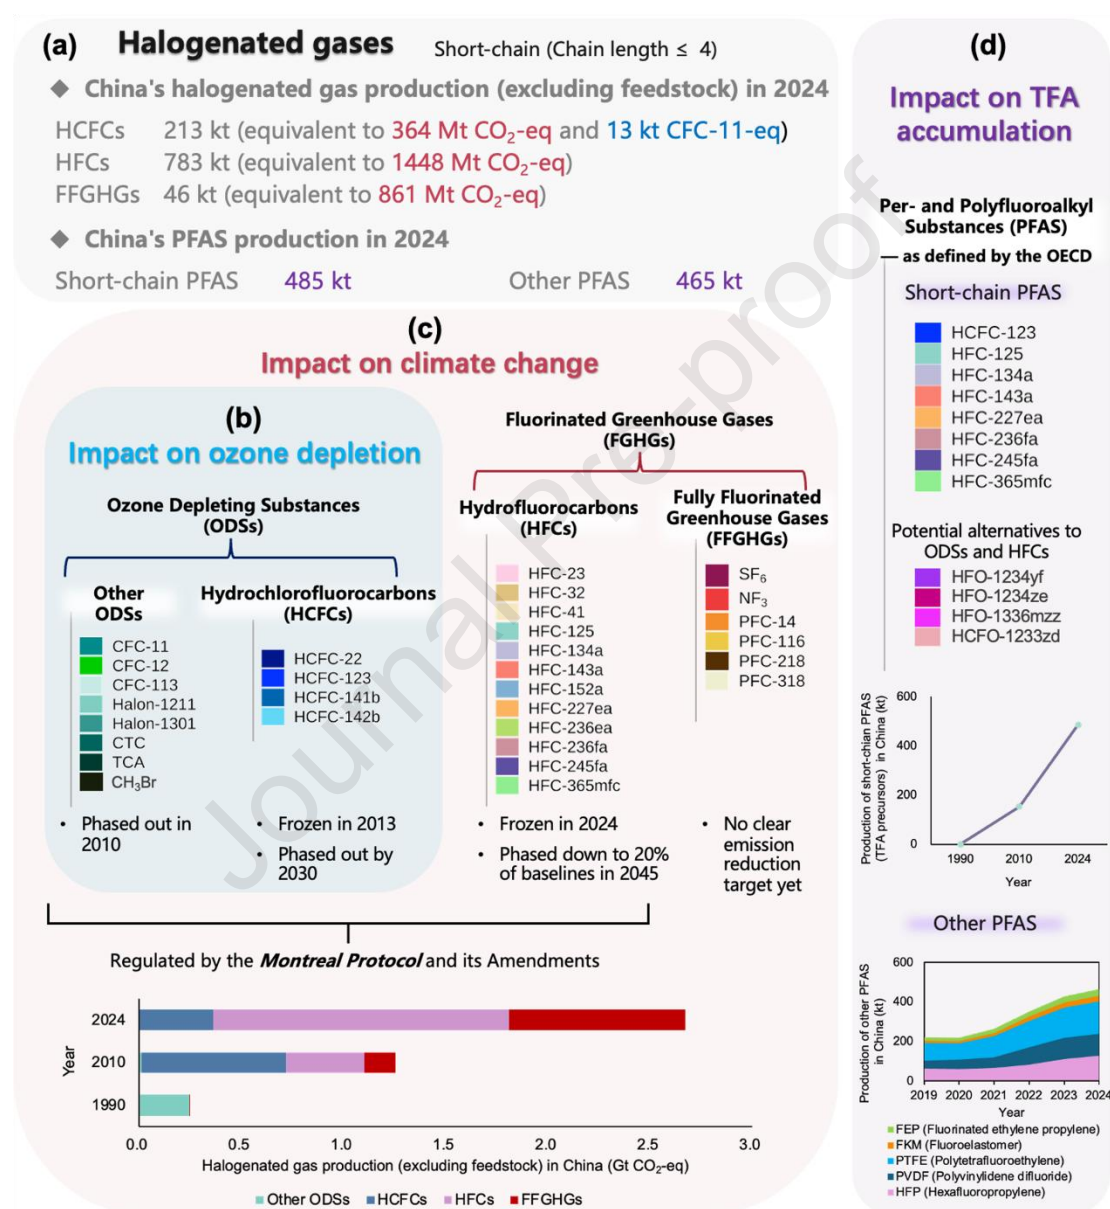 (a) Halogenated gases Short-chain (Chain length ≤ 4)
◆ China's halogenated gas production (excluding feedstock) in 2024
HCFCs 213 kt (equivalent to 364 Mt CO₂-eq and 13 kt CFC-11-eq)
HFCs 783 kt (equivalent to 1448 Mt CO₂-eq)
FFGHGs 46 kt (equivalent to 861 Mt CO₂-eq)
◆ China's PFAS production in 2024
Short-chain PFAS 485 kt Other PFAS 465 kt
(c)
Impact on climate change
(b)
Impact on ozone depletion
Ozone Depleting Substances
(ODSs)
Other
ODSs
CFC-11
CFC-12
CFC-113
Halon-1211
Halon-1301
CTC
TCA
CH₃Br
• Phased out in
2010
Hydrochlorofluorocarbons
(HCFCs)
HCFC-22
HCFC-123
HCFC-141b
HCFC-142b
• Frozen in 2013
• Phased out by
2030
Fluorinated Greenhouse Gases
(FGHGs)
Hydrofluorocarbons
(HFCs)
HFC-23
HFC-32
HFC-41
HFC-125
HFC-134a
HFC-143a
HFC-152a
HFC-227ea
HFC-236ea
HFC-236fa
HFC-245fa
HFC-365mfc
• Frozen in 2024
• Phased down to 20%
of baselines in 2045
Fully Fluorinated
Greenhouse Gases
(FFGHGs)
SF₆
NF₃
PFC-14
PFC-116
PFC-218
PFC-318
• No clear
emission
reduction
target yet
Regulated by the Montreal Protocol and its Amendments
Year
2024
2010
1990
0.0 0.5 1.0 1.5 2.0 2.5 3.0
Halogenated gas production (excluding feedstock) in China (Gt CO₂-eq)
Other ODSs HCFCs HFCs FFGHGs
(d)
Impact on TFA
accumulation
Per- and Polyfluoroalkyl
Substances (PFAS)
— as defined by the OECD
Short-chain PFAS
HCFC-123
HFC-125
HFC-134a
HFC-143a
HFC-227ea
HFC-236fa
HFC-245fa
HFC-365mfc
Potential alternatives to
ODSs and HFCs
HFO-1234yf
HFO-1234ze
HFO-1336mzz
HCFO-1233zd
Production of short-chian PFAS
(TFA precursors) in China (kt)
600
400
200
0
1990 2010 2024
Year
Other PFAS
Production of other PFAS
in China (kt)
600
400
200
0
2019 2020 2021 2022 2023 2024
Year
FEP (Fluorinated ethylene propylene)
FKM (Fluoroelastomer)
PTFE (Polytetrafluoroethylene)
PVDF (Polyvinylidene difluoride)
HFP (Hexafluoropropylene)
Journal Pre-proof